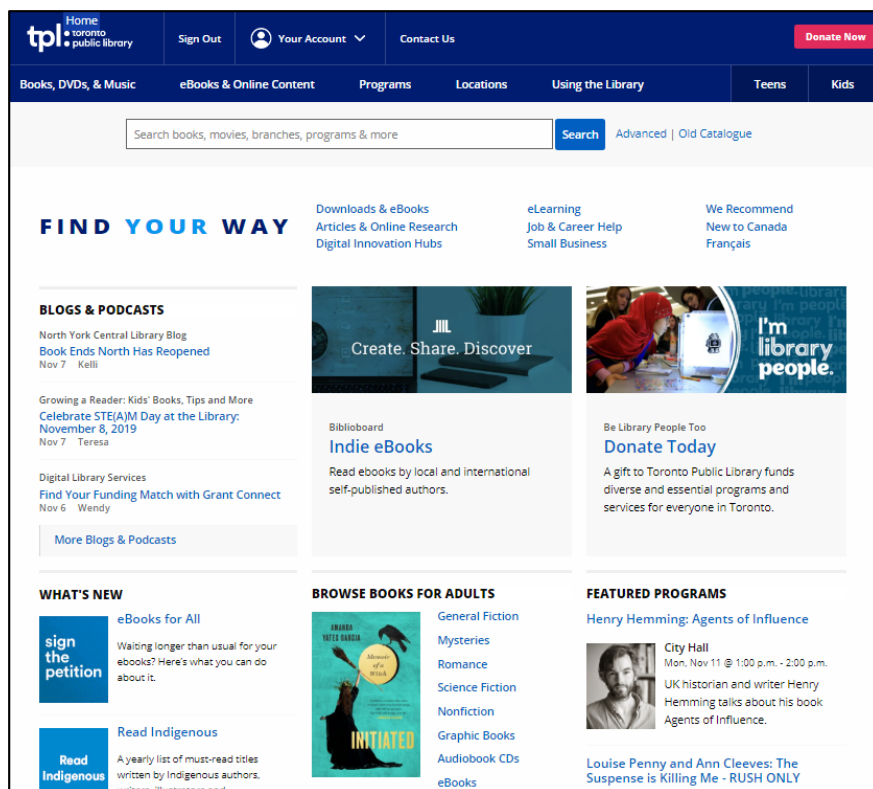 Home
tpl: toronto public library
Sign Out
Your Account
Contact Us
Donate Now
Books, DVDs, & Music
eBooks & Online Content
Programs
Locations
Using the Library
Teens
Kids
Search books, movies, branches, programs & more
Search
Advanced | Old Catalogue
FIND YOUR WAY
Downloads & eBooks
Articles & Online Research
Digital Innovation Hubs
eLearning
Job & Career Help
Small Business
We Recommend
New to Canada
Français
BLOGS & PODCASTS
North York Central Library Blog
Book Ends North Has Reopened
Nov 7 Kelli
Growing a Reader: Kids' Books, Tips and More
Celebrate STE(A)M Day at the Library:
November 8, 2019
Nov 7 Teresa
Digital Library Services
Find Your Funding Match with Grant Connect
Nov 6 Wendy
More Blogs & Podcasts
Create. Share. Discover
Biblioboard
Indie eBooks
Read ebooks by local and international
self-published authors.
I'm
library
people.
Be Library People Too
Donate Today
A gift to Toronto Public Library funds
diverse and essential programs and
services for everyone in Toronto.
WHAT'S NEW
sign
the
petition
eBooks for All
Waiting longer than usual for your
ebooks? Here's what you can do
about it.
Read
Indigenous
Read Indigenous
A yearly list of must-read titles
written by Indigenous authors,
BROWSE BOOKS FOR ADULTS
AMANDA
YATES GARCIA
Memoir
of a
Witch
INITIATED
General Fiction
Mysteries
Romance
Science Fiction
Nonfiction
Graphic Books
Audiobook CDs
eBooks
FEATURED PROGRAMS
Henry Hemming: Agents of Influence
City Hall
Mon, Nov 11 @ 1:00 p.m. - 2:00 p.m.
UK historian and writer Henry
Hemming talks about his book
Agents of Influence.
Louise Penny and Ann Cleeves: The
Suspense is Killing Me - RUSH ONLY